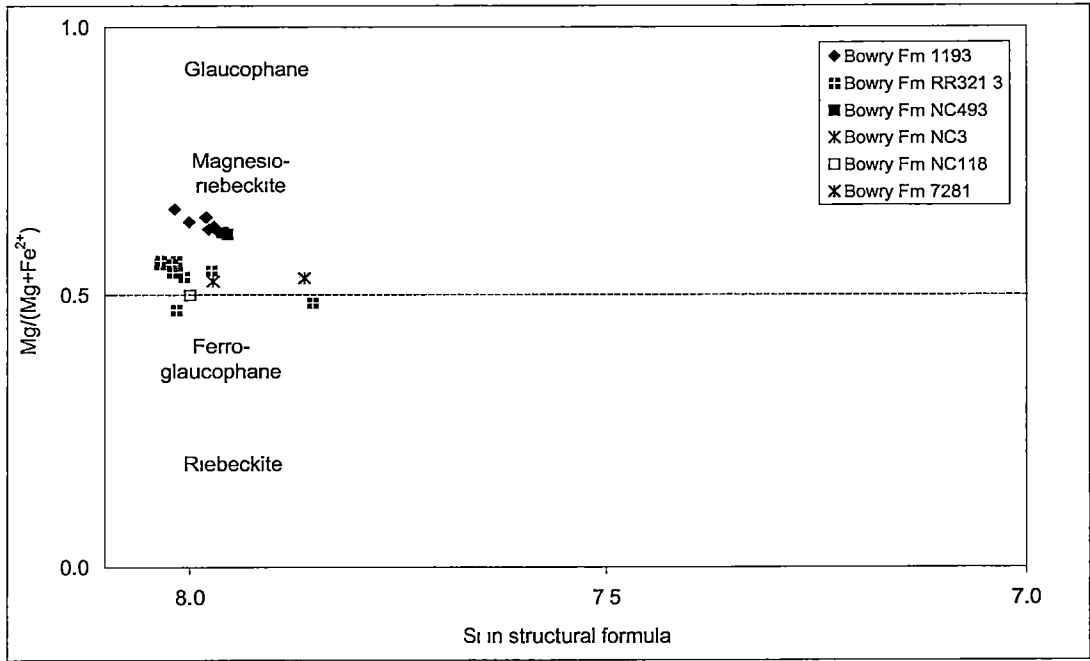 1.0
Glaucophane
Magnesio-
riebeckite
◆ Bowry Fm 1193
Bowry Fm RR321 3
■ Bowry Fm NC493
Bowry Fm NC3
□ Bowry Fm NC118
Bowry Fm 7281
Mg/(Mg+Fe²⁺)
0.5
Ferro-
glaucophane
Riebeckite
0.0
8.0
7 5
7.0
Si in structural formula